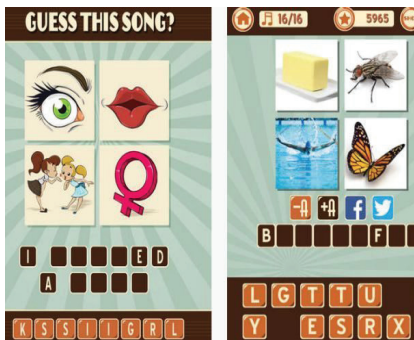 GUESS THIS SONG?
I ED
A
K S S I I G R L
16/16 5965
-A +A f
B F
L G T T U
Y E S R X